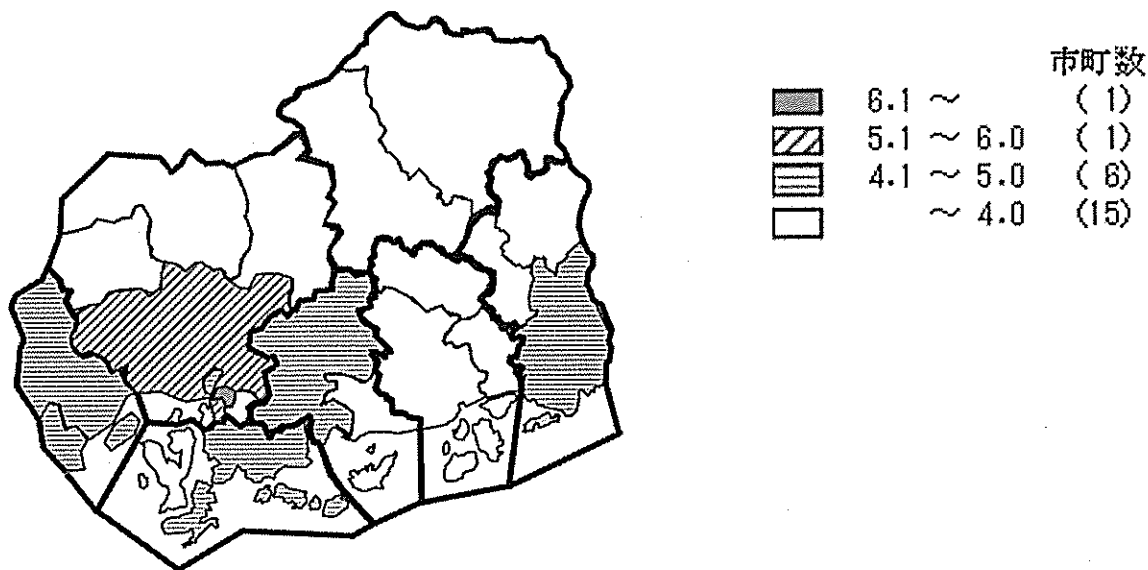 市町数
6.1 ～ ( 1)
5.1 ～ 6.0 ( 1)
4.1 ～ 5.0 ( 6)
～ 4.0 (15)